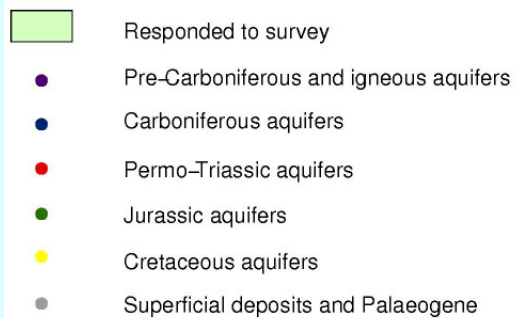 Responded to survey
Pre–Carboniferous and igneous aquifers
Carboniferous aquifers
Permo–Triassic aquifers
Jurassic aquifers
Cretaceous aquifers
Superficial deposits and Palaeogene